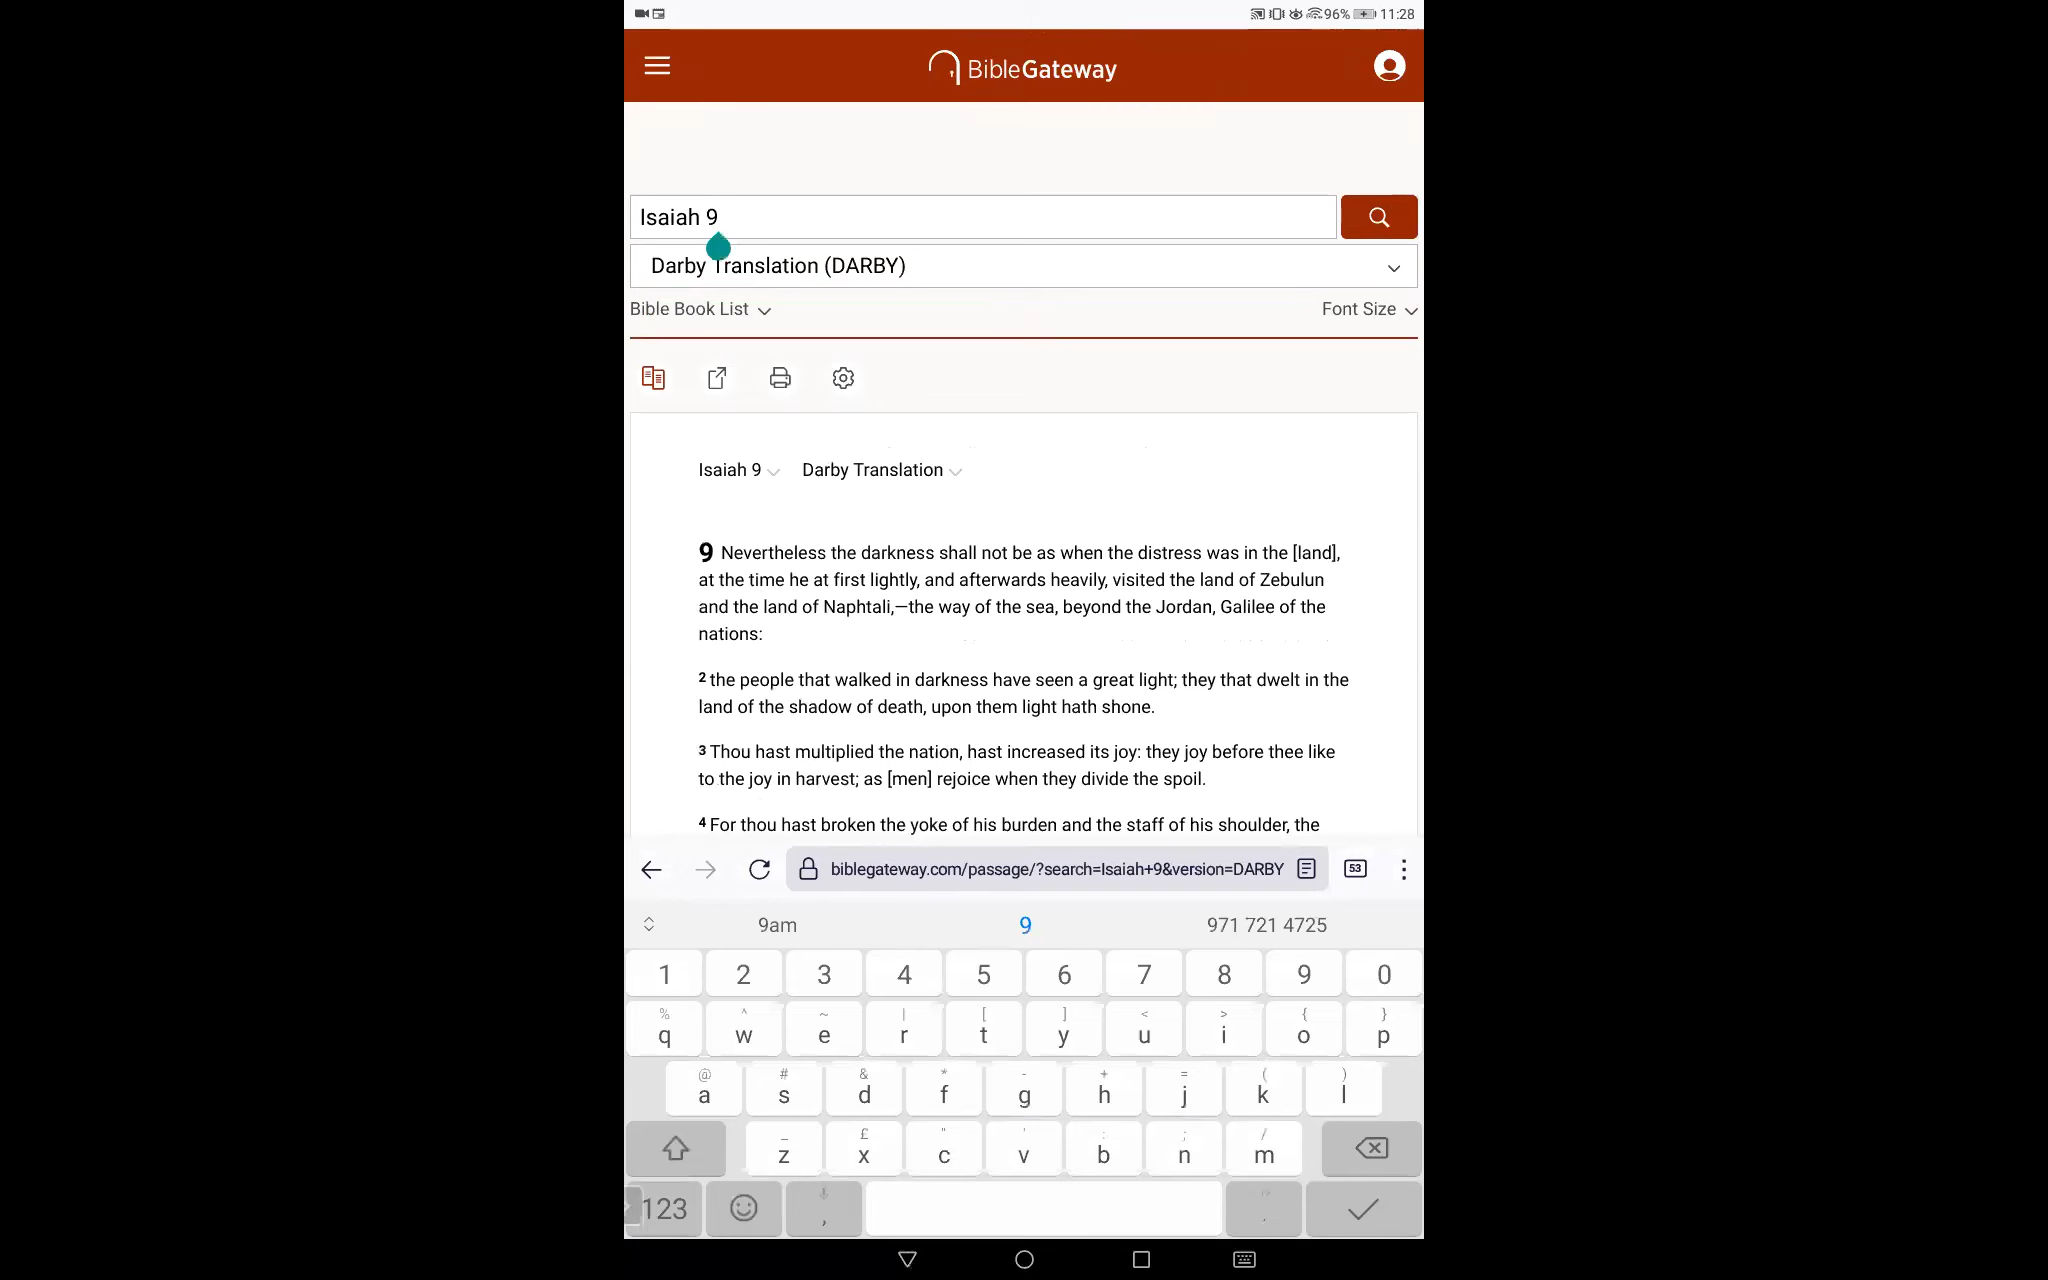 96% 11:28
BibleGateway
Isaiah 9
Darby Translation (DARBY)
Bible Book List
Font Size
Isaiah 9 Darby Translation
9 Nevertheless the darkness shall not be as when the distress was in the [land],
at the time he at first lightly, and afterwards heavily, visited the land of Zebulun
and the land of Naphtali,—the way of the sea, beyond the Jordan, Galilee of the
nations:
2 the people that walked in darkness have seen a great light; they that dwelt in the
land of the shadow of death, upon them light hath shone.
3 Thou hast multiplied the nation, hast increased its joy: they joy before thee like
to the joy in harvest; as [men] rejoice when they divide the spoil.
4 For thou hast broken the yoke of his burden and the staff of his shoulder, the
biblegateway.com/passage/?search=Isaiah+9&version=DARBY 53
9am 9 971 721 4725
1 2 3 4 5 6 7 8 9 0
% ^ ~ | [ ] < > { }
q w e r t y u i o p
@ # & * - + = ( )
a s d f g h j k l
_ £ " ' : ; /
z x c v b n m
123 ,